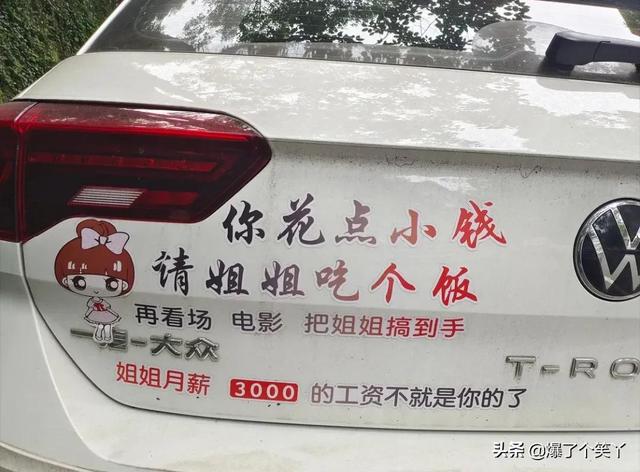 你花点小钱
请姐姐吃个饭
再看场 电影 把姐姐搞到手
一汽-大众
T-RO
姐姐月薪 3000 的工资不就是你的了
头条 @爆了个笑丫